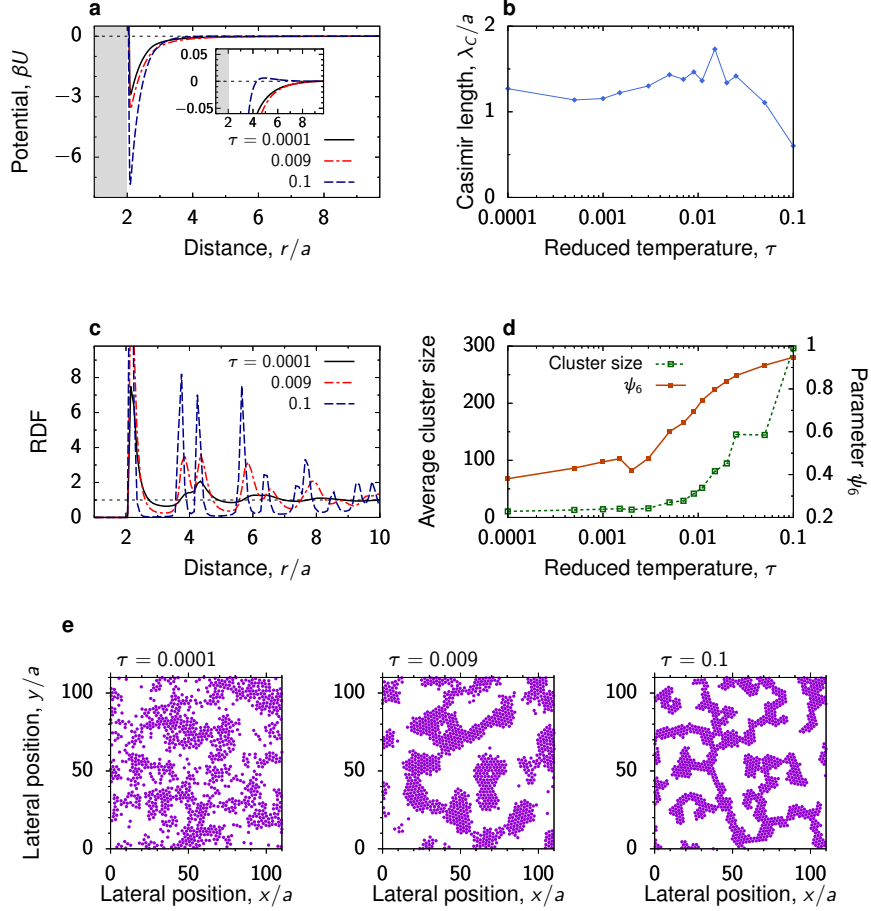 a
Potential, βU
0
−3
−6
0.05
0
−0.05
2 4 6 8
τ = 0.0001
0.009
0.1
2 4 6 8
Distance, r/a
b
Casimir length, λC/a
2
1
0
0.0001 0.001 0.01 0.1
Reduced temperature, τ
c
RDF
8
6
4
2
0
τ = 0.0001
0.009
0.1
0 2 4 6 8 10
Distance, r/a
d
Average cluster size
300
200
100
0
Cluster size
ψ6
1
0.8
0.6
0.4
0.2
Parameter ψ6
0.0001 0.001 0.01 0.1
Reduced temperature, τ
e
Lateral position, y/a
τ = 0.0001
100
50
0
0 50 100
Lateral position, x/a
τ = 0.009
100
50
0
0 50 100
Lateral position, x/a
τ = 0.1
100
50
0
0 50 100
Lateral position, x/a